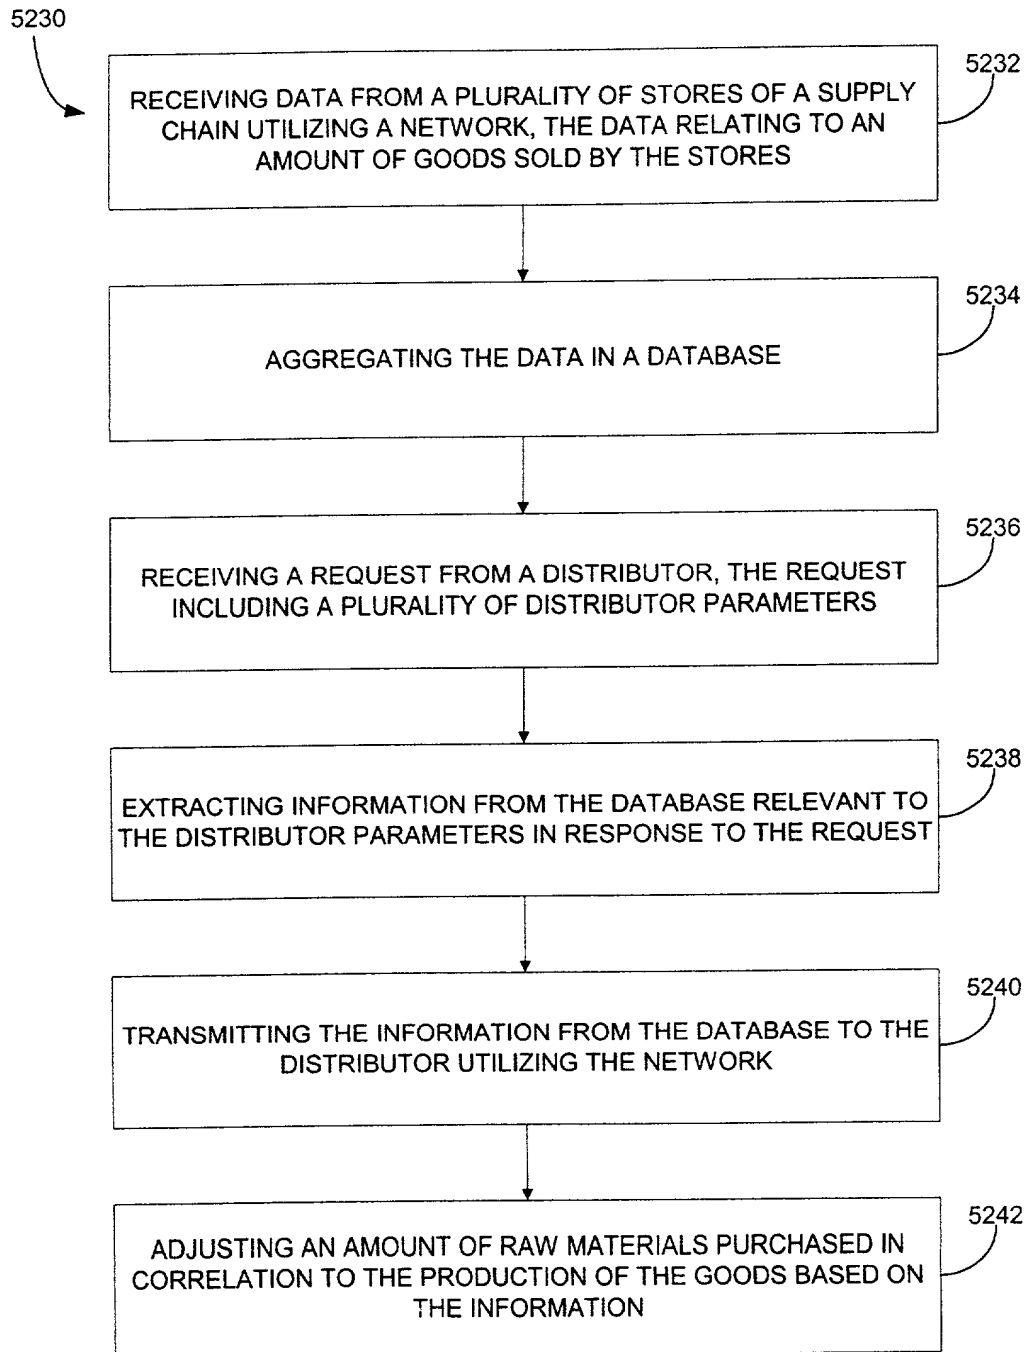 5230
5232
RECEIVING DATA FROM A PLURALITY OF STORES OF A SUPPLY
CHAIN UTILIZING A NETWORK, THE DATA RELATING TO AN
AMOUNT OF GOODS SOLD BY THE STORES
5234
AGGREGATING THE DATA IN A DATABASE
5236
RECEIVING A REQUEST FROM A DISTRIBUTOR, THE REQUEST
INCLUDING A PLURALITY OF DISTRIBUTOR PARAMETERS
5238
EXTRACTING INFORMATION FROM THE DATABASE RELEVANT TO
THE DISTRIBUTOR PARAMETERS IN RESPONSE TO THE REQUEST
5240
TRANSMITTING THE INFORMATION FROM THE DATABASE TO THE
DISTRIBUTOR UTILIZING THE NETWORK
5242
ADJUSTING AN AMOUNT OF RAW MATERIALS PURCHASED IN
CORRELATION TO THE PRODUCTION OF THE GOODS BASED ON
THE INFORMATION